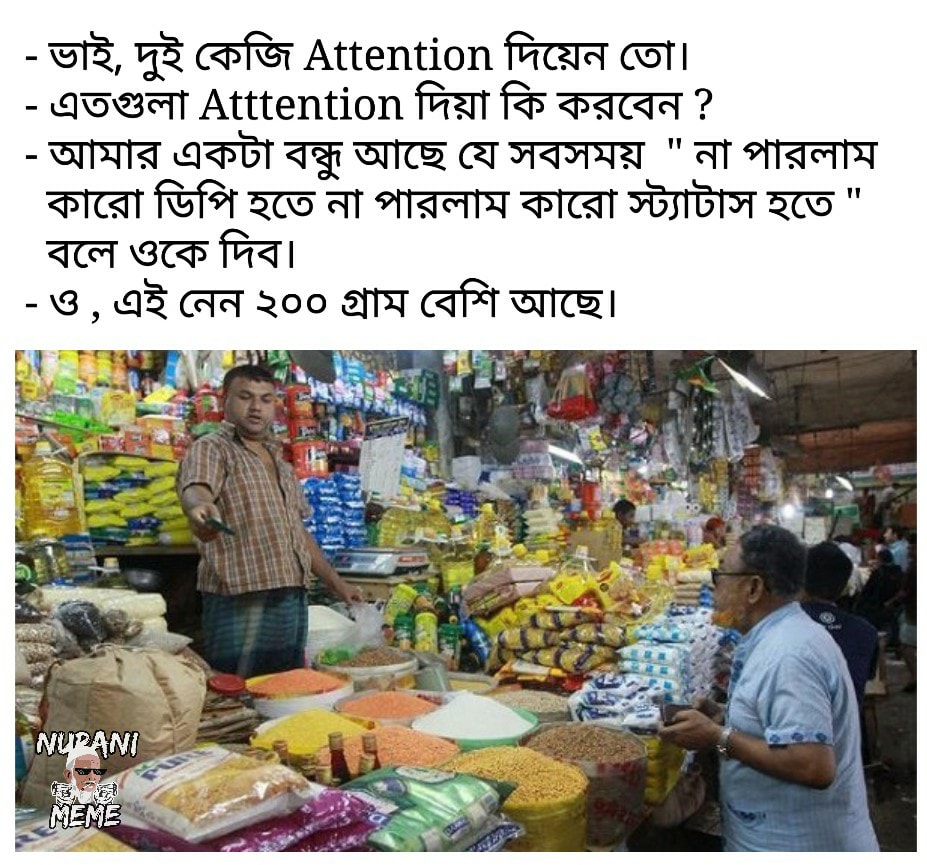 - ভাই, দুই কেজি Attention দিয়েন তো।
- এতগুলা Atttention দিয়া কি করবেন ?
- আমার একটা বন্ধু আছে যে সবসময় " না পারলাম
কারো ডিপি হতে না পারলাম কারো স্ট্যাটাস হতে "
বলে ওকে দিব।
- ও , এই নেন ২০০ গ্রাম বেশি আছে।
NURANI
MEME